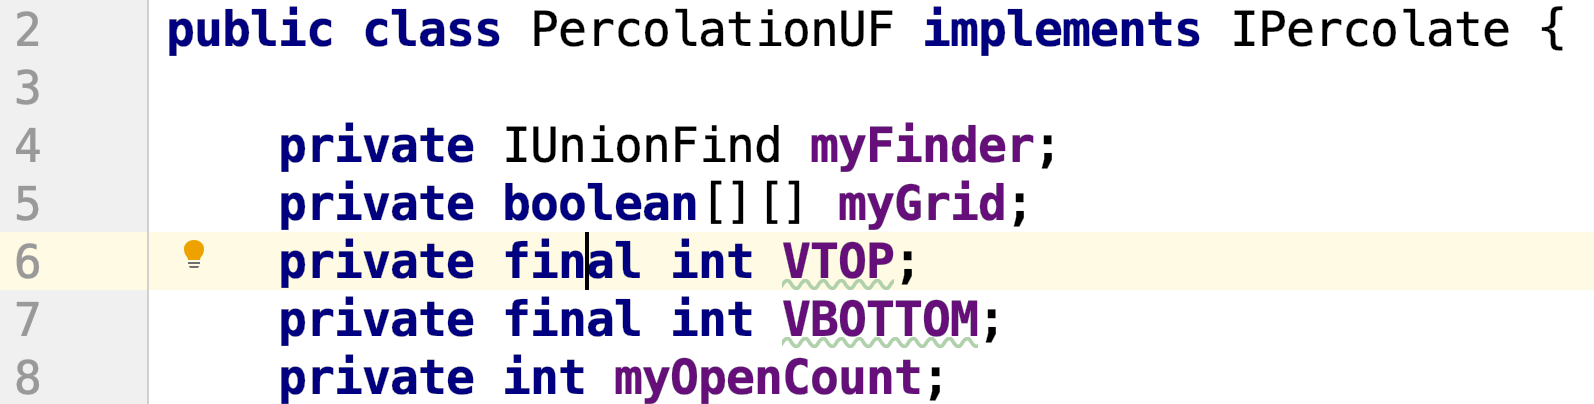 2 public class PercolationUF implements IPercolate {
3
4 private IUnionFind myFinder;
5 private boolean[][] myGrid;
6 private final int VTOP;
7 private final int VBOTTOM;
8 private int myOpenCount;